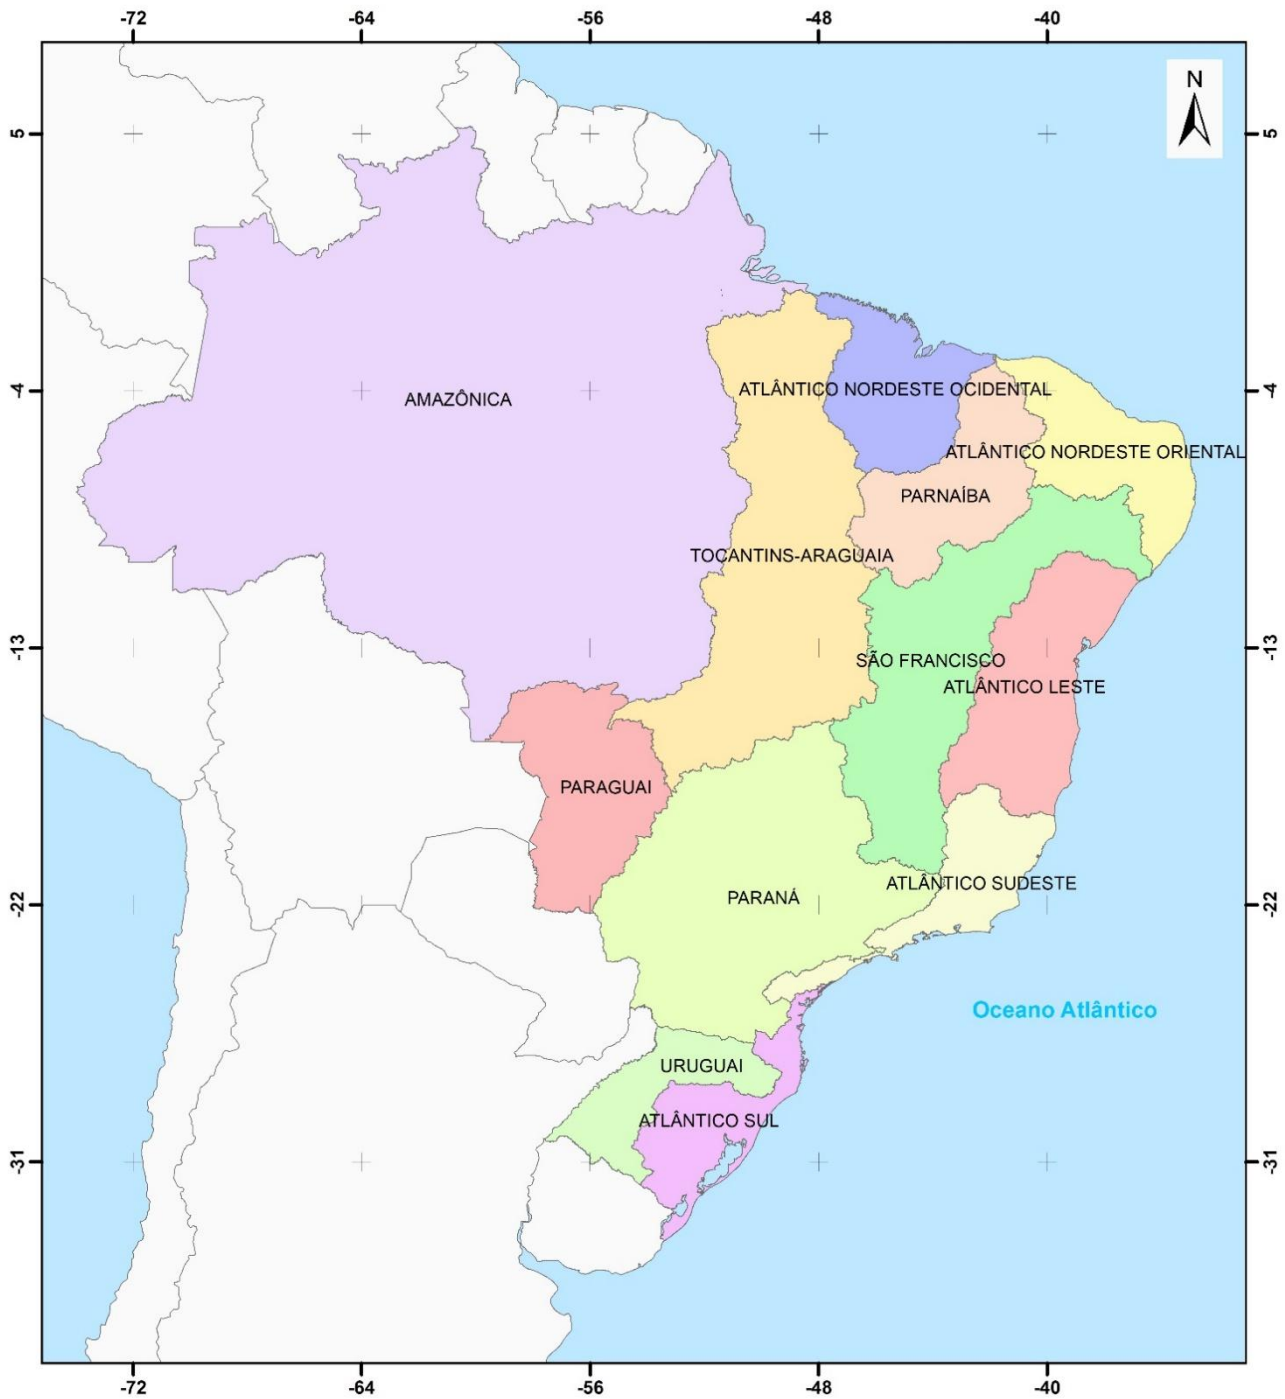 -72 -64 -56 -48 -40
N
5 5
-4 -4
AMAZÔNICA
ATLÂNTICO NORDESTE OCIDENTAL
ATLÂNTICO NORDESTE ORIENTAL
PARNAÍBA
TOCANTINS-ARAGUAIA
-13 -13
SÃO FRANCISCO
ATLÂNTICO LESTE
PARAGUAI
ATLÂNTICO SUDESTE
PARANÁ
-22 -22
Oceano Atlântico
URUGUAI
ATLÂNTICO SUL
-31 -31
-72 -64 -56 -48 -40